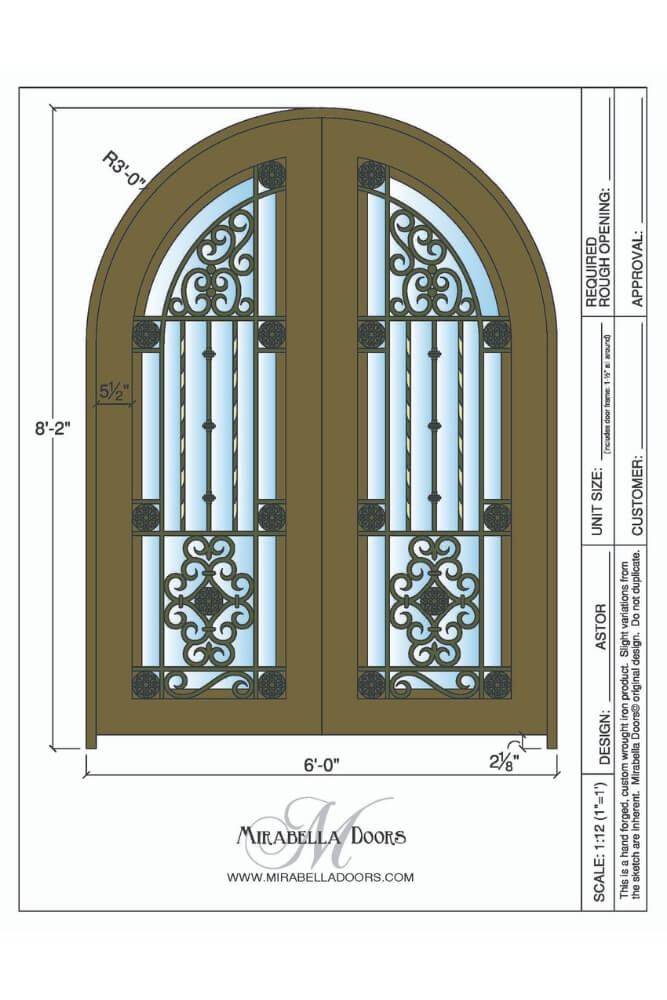 R3'-0"
5½"
8'-2"
6'-0"
2⅛"
M
MIRABELLA DOORS
WWW.MIRABELLADOORS.COM
REQUIRED
ROUGH OPENING:
APPROVAL:
UNIT SIZE:
(includes door frame: 1-½" all around)
CUSTOMER:
DESIGN: ASTOR
SCALE: 1:12 (1"=1')
This is a hand forged, custom wrought iron product. Slight variations from
the sketch are inherent. Mirabella Doors© original design. Do not duplicate.